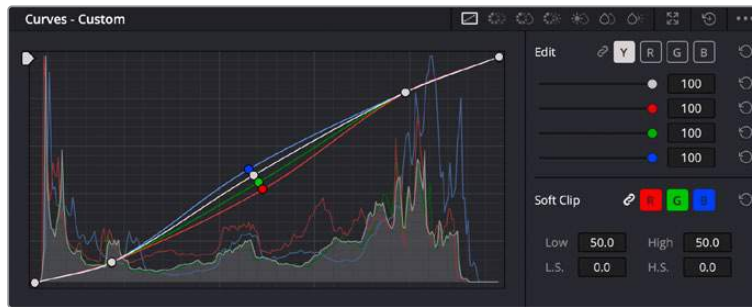 Curves - Custom
Edit Y R G B
100
100
100
100
Soft Clip R G B
Low 50.0 High 50.0
L.S. 0.0 H.S. 0.0